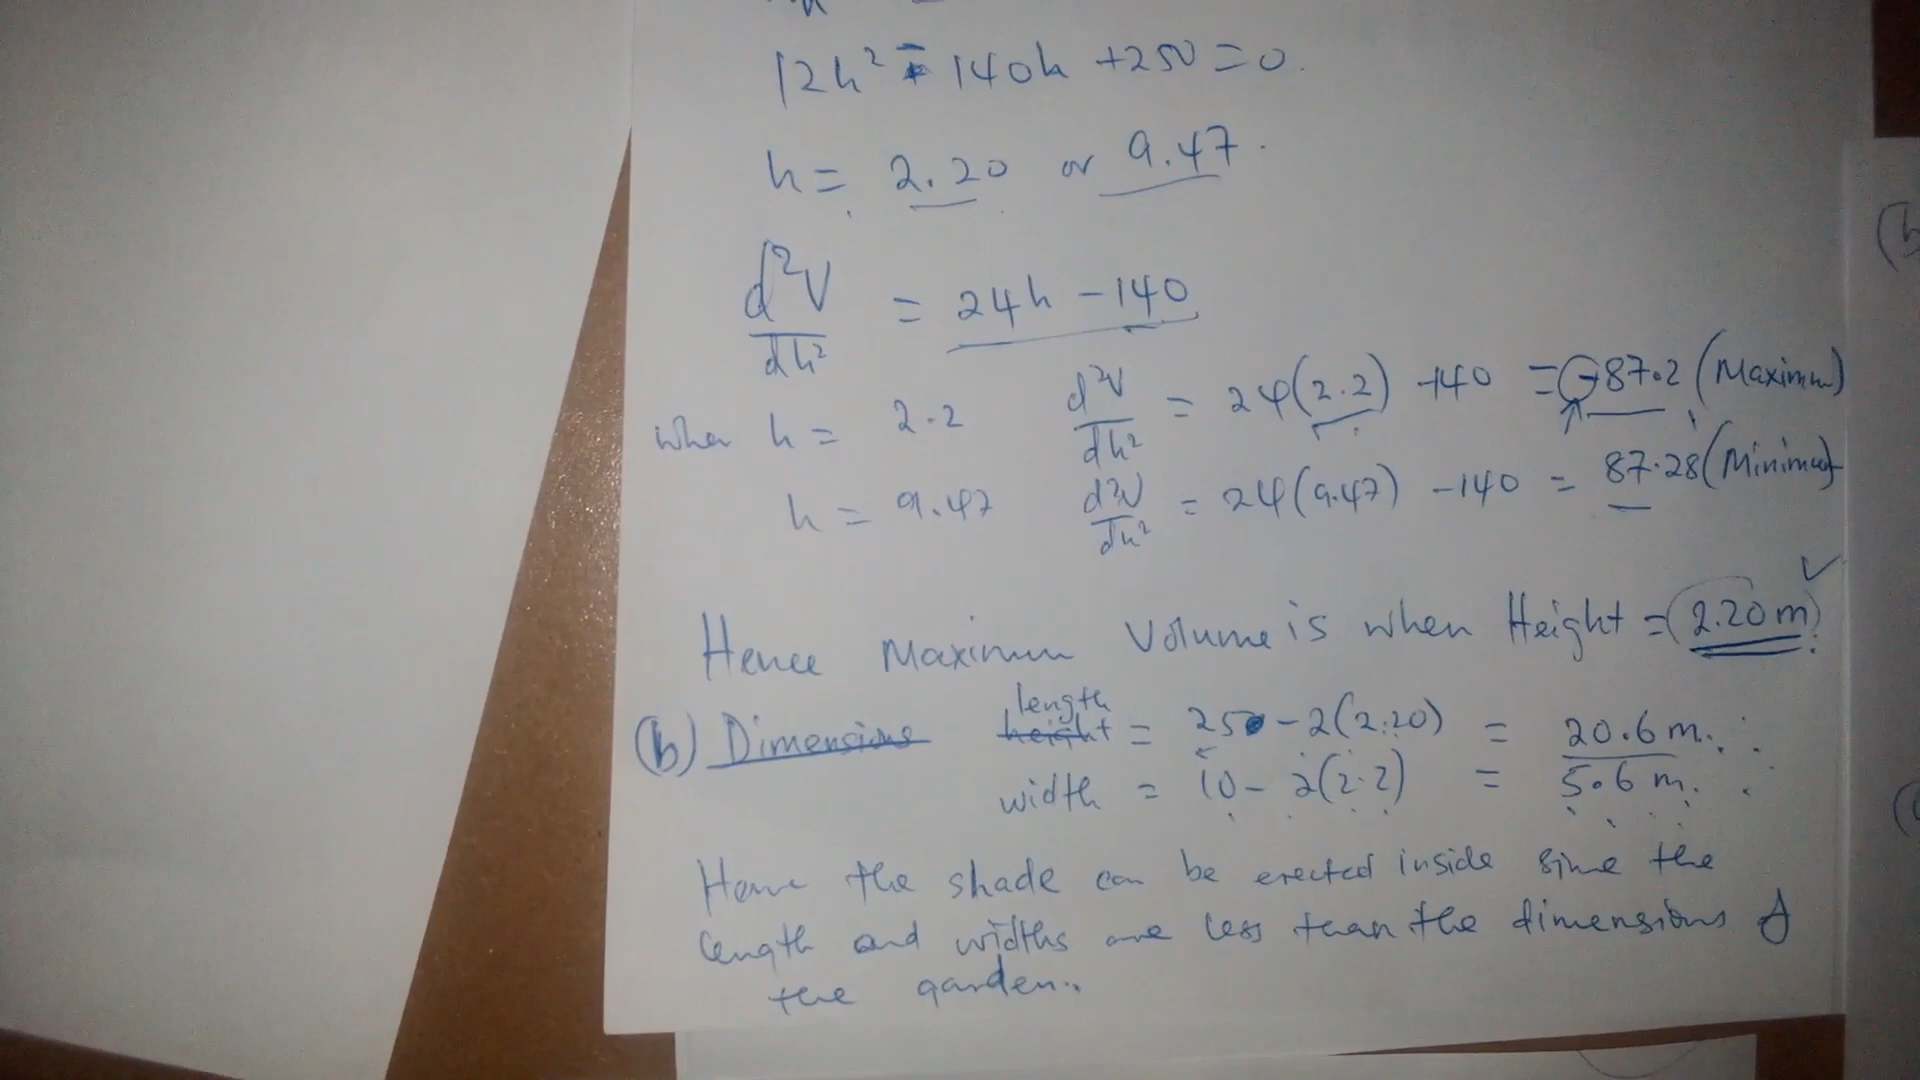 12h² - 140h + 250 = 0.
h = 2.20 or 9.47.
d²V/dh² = 24h - 140
when h = 2.2 d²V/dh² = 24(2.2) - 140 = -87.2 (Maximum)
h = 9.47 d²V/dh² = 24(9.47) - 140 = 87.28 (Minimum)
Hence Maximum Volume is when Height = 2.20 m.
(b) Dimensions length height = 25 - 2(2.20) = 20.6 m.
width = 10 - 2(2.2) = 5.6 m.
Hence the shade can be erected inside since the
length and widths are less than the dimensions of
the garden..
(b